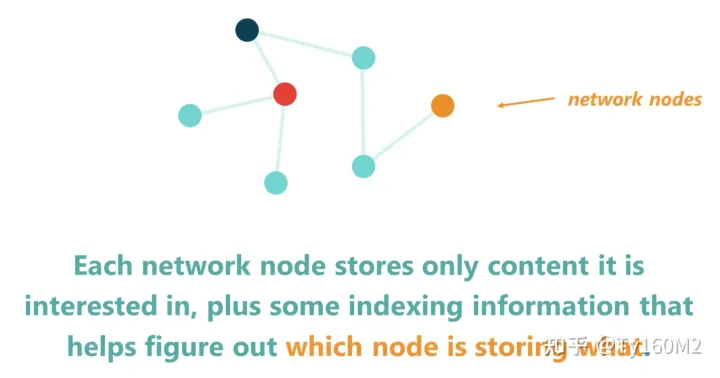 network nodes
Each network node stores only content it is
interested in, plus some indexing information that
helps figure out which node is storing what.
知乎 @Ty160M2